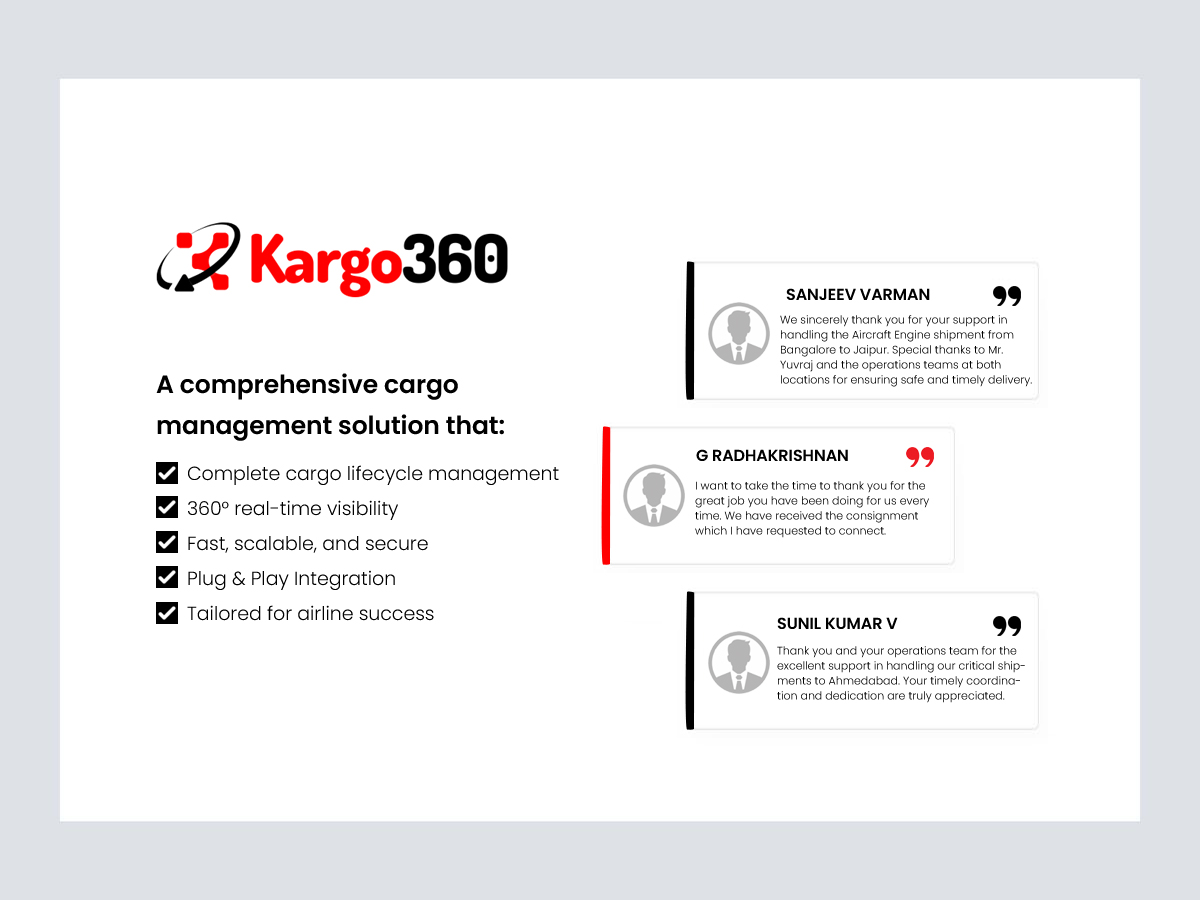 Kargo360
A comprehensive cargo
management solution that:
Complete cargo lifecycle management
360° real-time visibility
Fast, scalable, and secure
Plug & Play Integration
Tailored for airline success
SANJEEV VARMAN
We sincerely thank you for your support in
handling the Aircraft Engine shipment from
Bangalore to Jaipur. Special thanks to Mr.
Yuvraj and the operations teams at both
locations for ensuring safe and timely delivery.
G RADHAKRISHNAN
I want to take the time to thank you for the
great job you have been doing for us every
time. We have received the consignment
which I have requested to connect.
SUNIL KUMAR V
Thank you and your operations team for the
excellent support in handling our critical ship-
ments to Ahmedabad. Your timely coordina-
tion and dedication are truly appreciated.